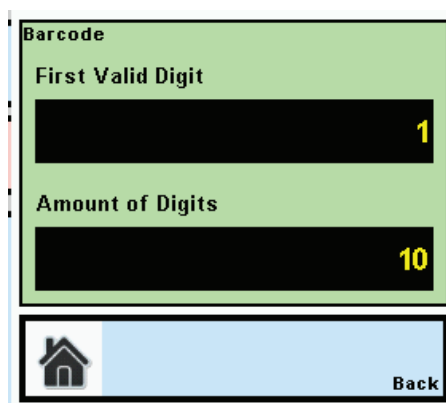 Barcode
First Valid Digit
1
Amount of Digits
10
Back